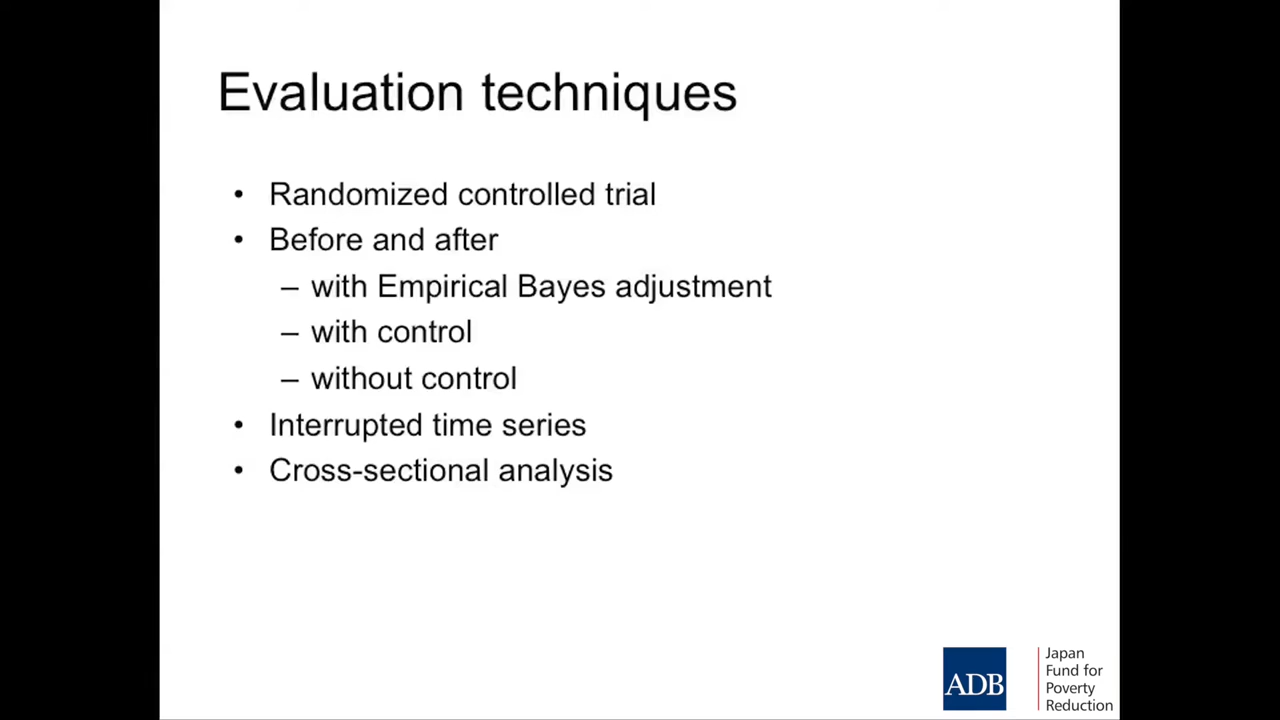 Evaluation techniques
• Randomized controlled trial
• Before and after
– with Empirical Bayes adjustment
– with control
– without control
• Interrupted time series
• Cross-sectional analysis
ADB
Japan
Fund for
Poverty
Reduction